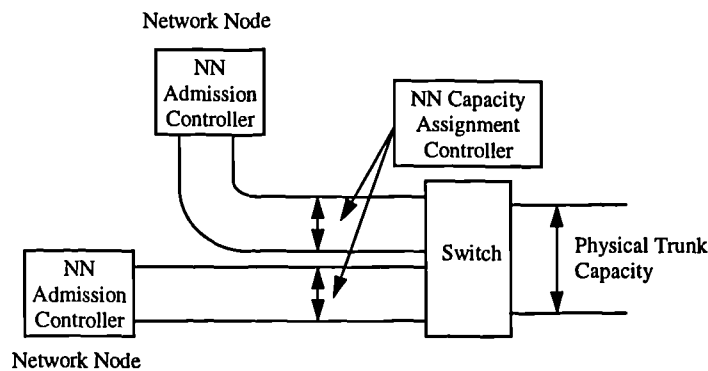 Network Node
NN
Admission
Controller
NN Capacity
Assignment
Controller
Switch
Physical Trunk
Capacity
NN
Admission
Controller
Network Node